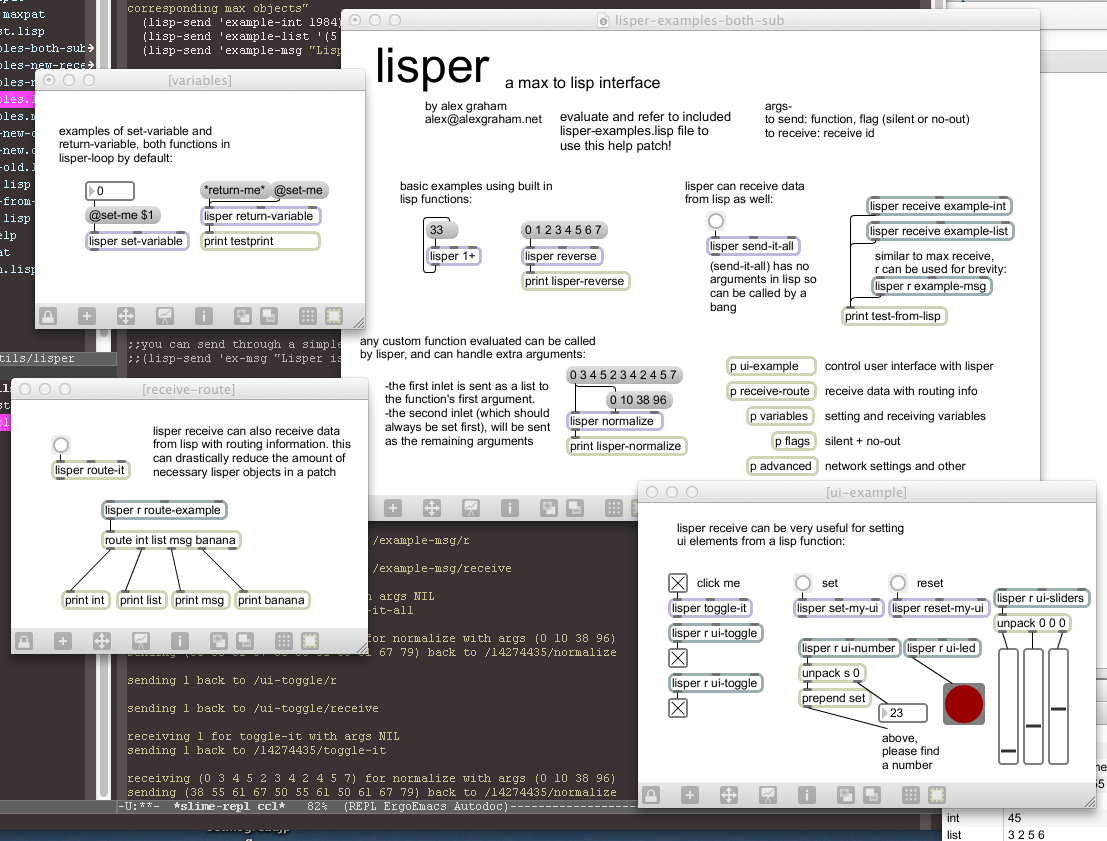 corresponding max objects"
(lisp-send 'example-int 1984)
(lisp-send 'example-list '(5
(lisp-send 'example-msg "Lisp
maxpat
st.lisp
oles-both-sub
oles-new-rece
lisp
tils/lisper
lisper-examples-both-sub
lisper
a max to lisp interface
by alex graham
alex@alexgraham.net
evaluate and refer to included
lisper-examples.lisp file to
use this help patch!
args-
to send: function, flag (silent or no-out)
to receive: receive id
basic examples using built in
lisp functions:
33
lisper 1+
0 1 2 3 4 5 6 7
lisper reverse
print lisper-reverse
lisper can receive data
from lisp as well:
lisper send-it-all
(send-it-all) has no
arguments in lisp so
can be called by a
bang
lisper receive example-int
lisper receive example-list
similar to max receive,
r can be used for brevity:
lisper r example-msg
print test-from-lisp
any custom function evaluated can be called
by lisper, and can handle extra arguments:
-the first inlet is sent as a list to
the function's first argument.
-the second inlet (which should
always be set first), will be sent
as the remaining arguments
0 3 4 5 2 3 4 2 4 5 7
0 10 38 96
lisper normalize
print lisper-normalize
p ui-example
control user interface with lisper
p receive-route
receive data with routing info
p variables
setting and receiving variables
p flags
silent + no-out
p advanced
network settings and other
[variables]
examples of set-variable and
return-variable, both functions in
lisper-loop by default:
0
@set-me $1
lisper set-variable
*return-me*
@set-me
lisper return-variable
print testprint
;;you can send through a simple
;;(lisp-send 'ex-msg "Lisper is
[receive-route]
lisper receive can also receive data
from lisp with routing information. this
can drastically reduce the amount of
necessary lisper objects in a patch
lisper route-it
lisper r route-example
route int list msg banana
print int
print list
print msg
print banana
/example-msg/r
/example-msg/receive
args NIL
it-all
for normalize with args (0 10 38 96)
61 67 79) back to /14274435/normalize
sending 1 back to /ui-toggle/r
sending 1 back to /ui-toggle/receive
receiving 1 for toggle-it with args NIL
sending 1 back to /14274435/toggle-it
receiving (0 3 4 5 2 3 4 2 4 5 7) for normalize with args (0 10 38 96)
sending (38 55 61 67 50 55 61 50 61 67 79) back to /14274435/normalize
-U:**- *slime-repl ccl* 82% (REPL ErgoEmacs Autodoc)
[ui-example]
lisper receive can be very useful for setting
ui elements from a lisp function:
click me
lisper toggle-it
lisper r ui-toggle
lisper r ui-toggle
set
lisper set-my-ui
reset
lisper reset-my-ui
lisper r ui-sliders
unpack 0 0 0
lisper r ui-number
lisper r ui-led
unpack s 0
prepend set
23
above,
please find
a number
int 45
list 3 2 5 6